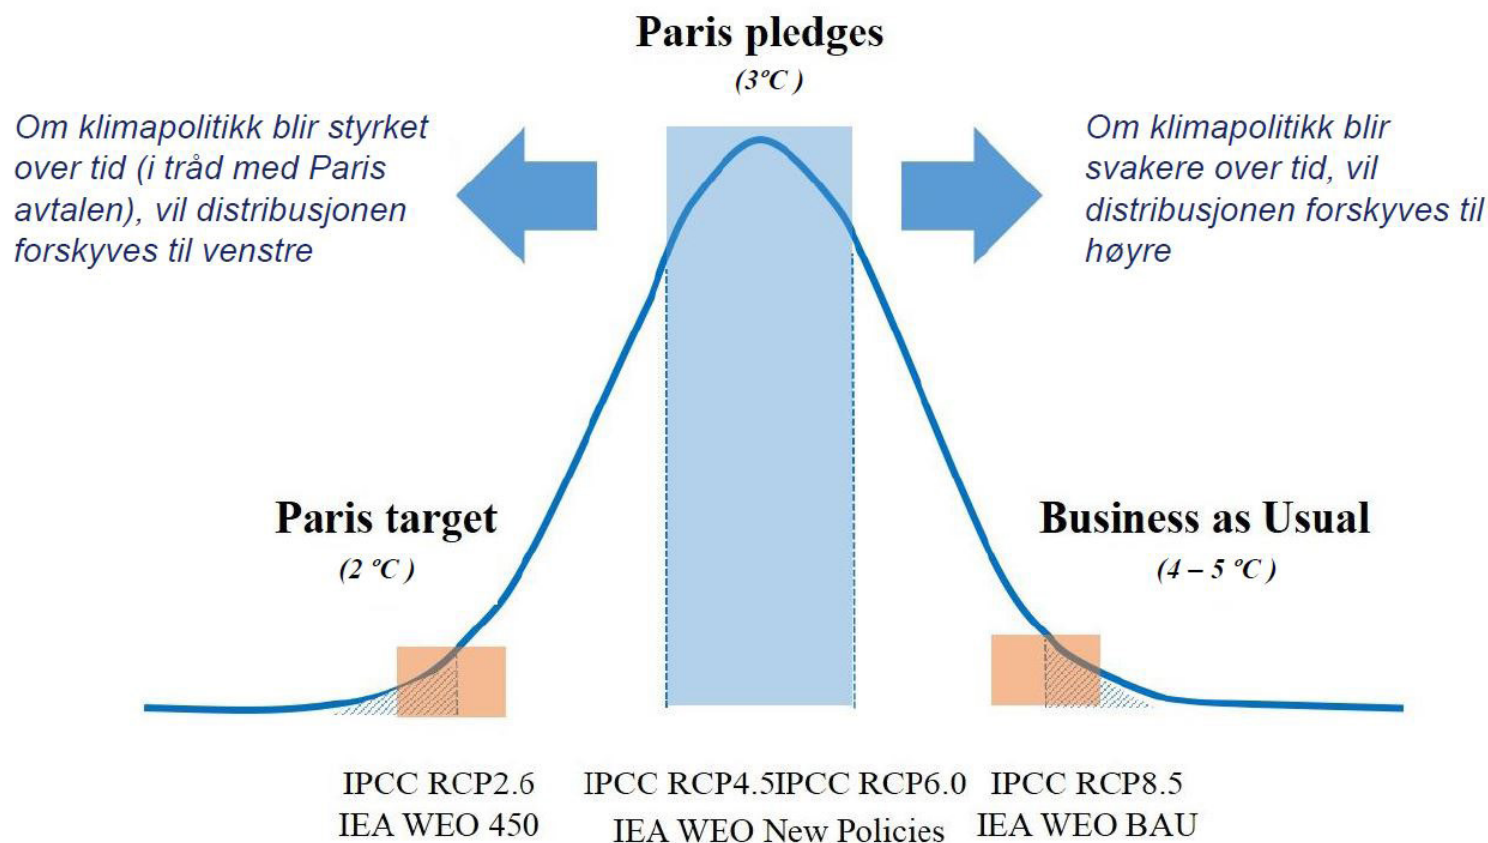 Paris pledges
(3ºC )
Om klimapolitikk blir styrket
over tid (i tråd med Paris
avtalen), vil distribusjonen
forskyves til venstre
Om klimapolitikk blir
svakere over tid, vil
distribusjonen forskyves til
høyre
Paris target
(2 ºC )
Business as Usual
(4 – 5 ºC )
IPCC RCP2.6
IEA WEO 450
IPCC RCP4.5IPCC RCP6.0
IEA WEO New Policies
IPCC RCP8.5
IEA WEO BAU